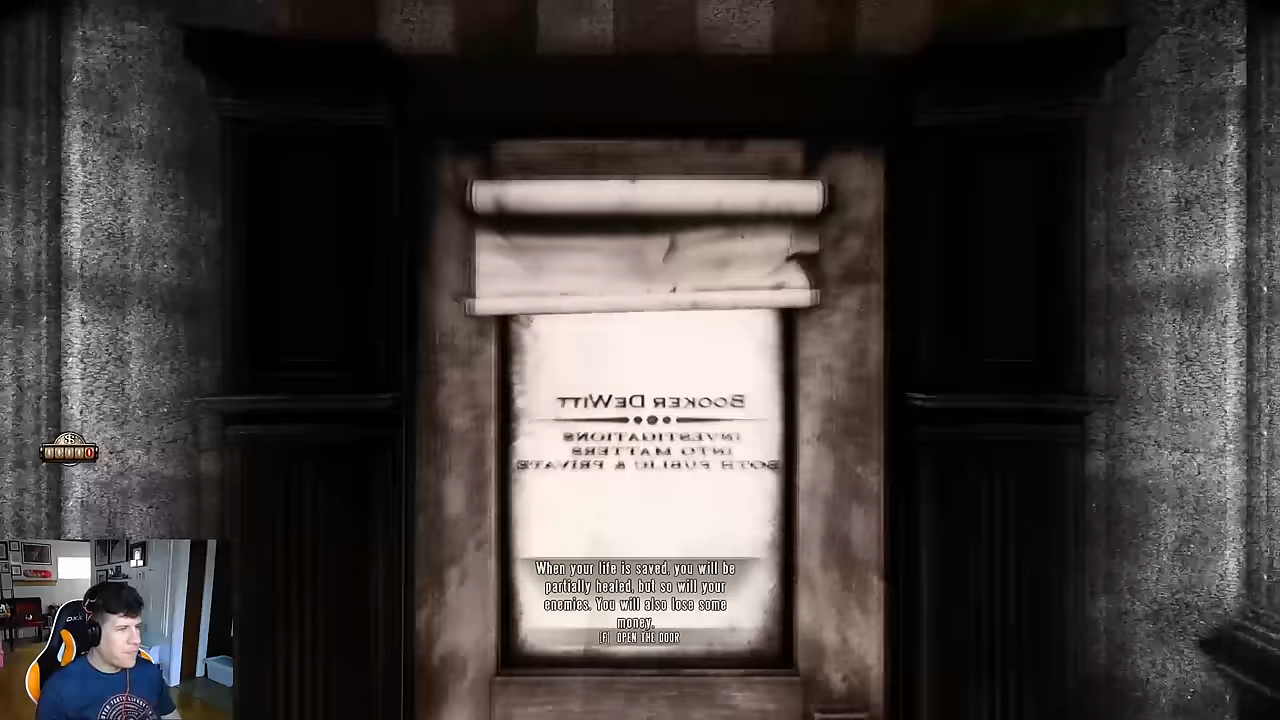 BOOKER DEWITT
INVESTIGATIONS
INTO MATTERS
BOTH PUBLIC & PRIVATE
00000
When your life is saved, you will be
partially healed, but so will your
enemies. You will also lose some
money.
[F] OPEN THE DOOR